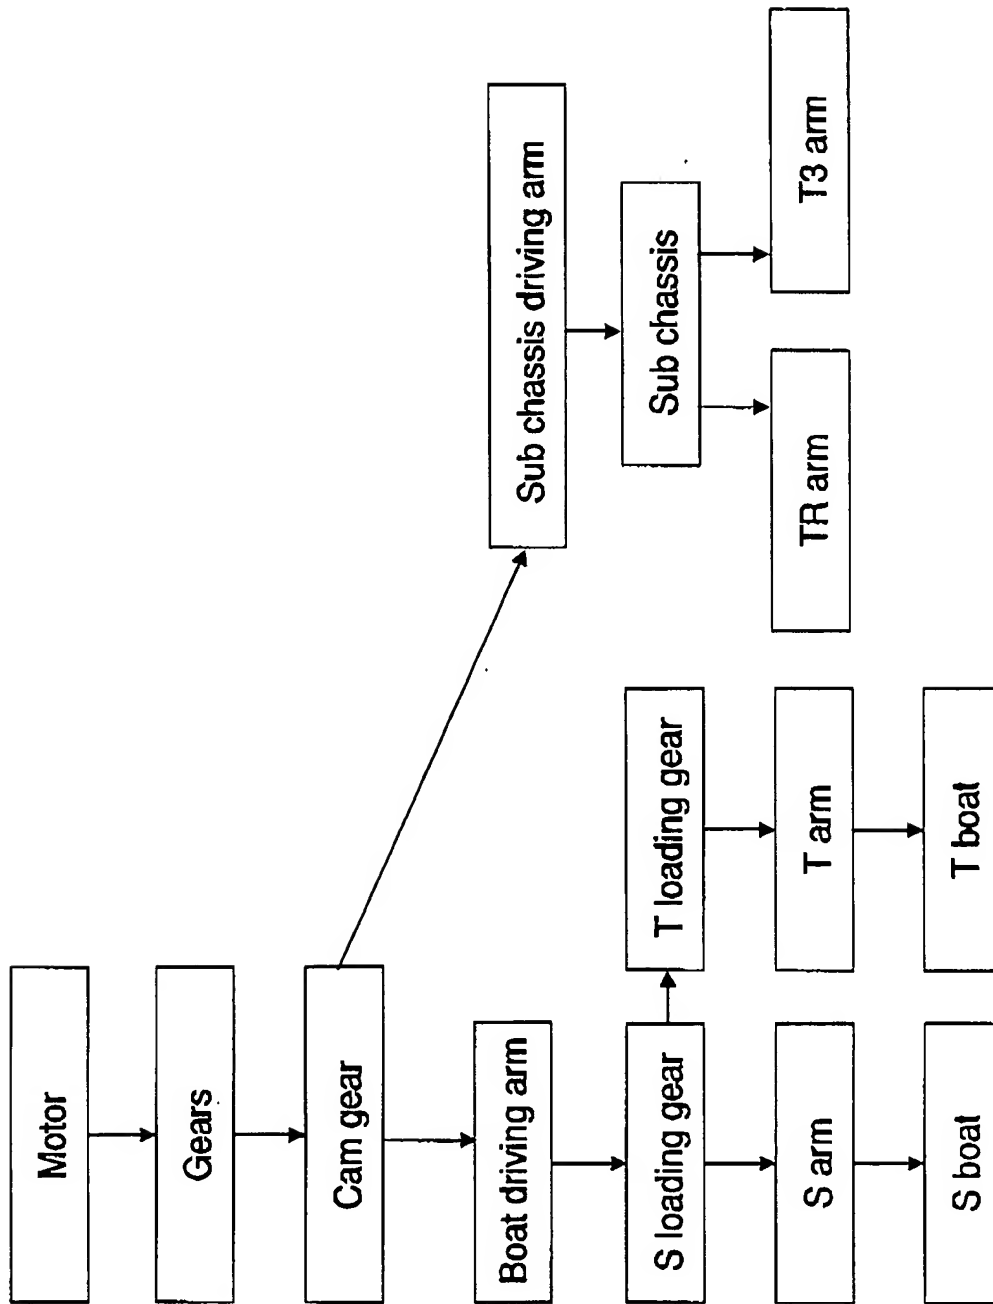 Motor
Gears
Cam gear
Boat driving arm
Sub chassis driving arm
S loading gear
T loading gear
Sub chassis
S arm
T arm
TR arm
T3 arm
S boat
T boat